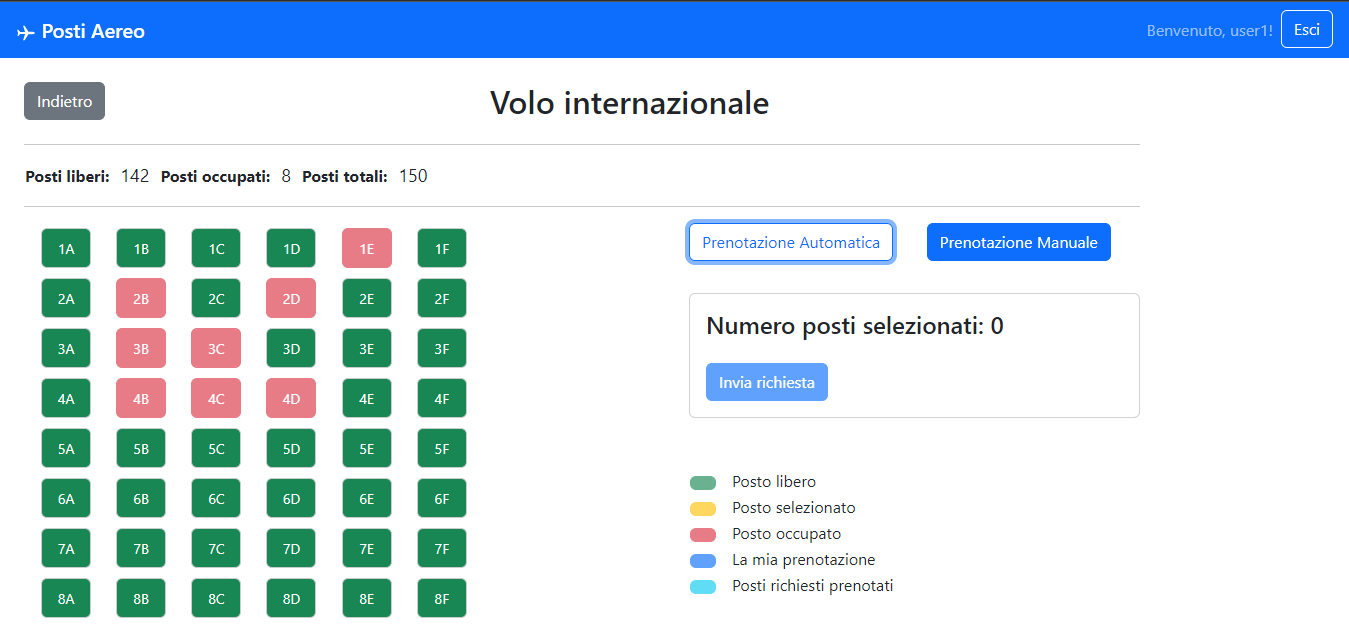 Posti Aereo
Benvenuto, user1! Esci
Indietro
Volo internazionale
Posti liberi: 142 Posti occupati: 8 Posti totali: 150
1A 1B 1C 1D 1E 1F
2A 2B 2C 2D 2E 2F
3A 3B 3C 3D 3E 3F
4A 4B 4C 4D 4E 4F
5A 5B 5C 5D 5E 5F
6A 6B 6C 6D 6E 6F
7A 7B 7C 7D 7E 7F
8A 8B 8C 8D 8E 8F
Prenotazione Automatica
Prenotazione Manuale
Numero posti selezionati: 0
Invia richiesta
Posto libero
Posto selezionato
Posto occupato
La mia prenotazione
Posti richiesti prenotati